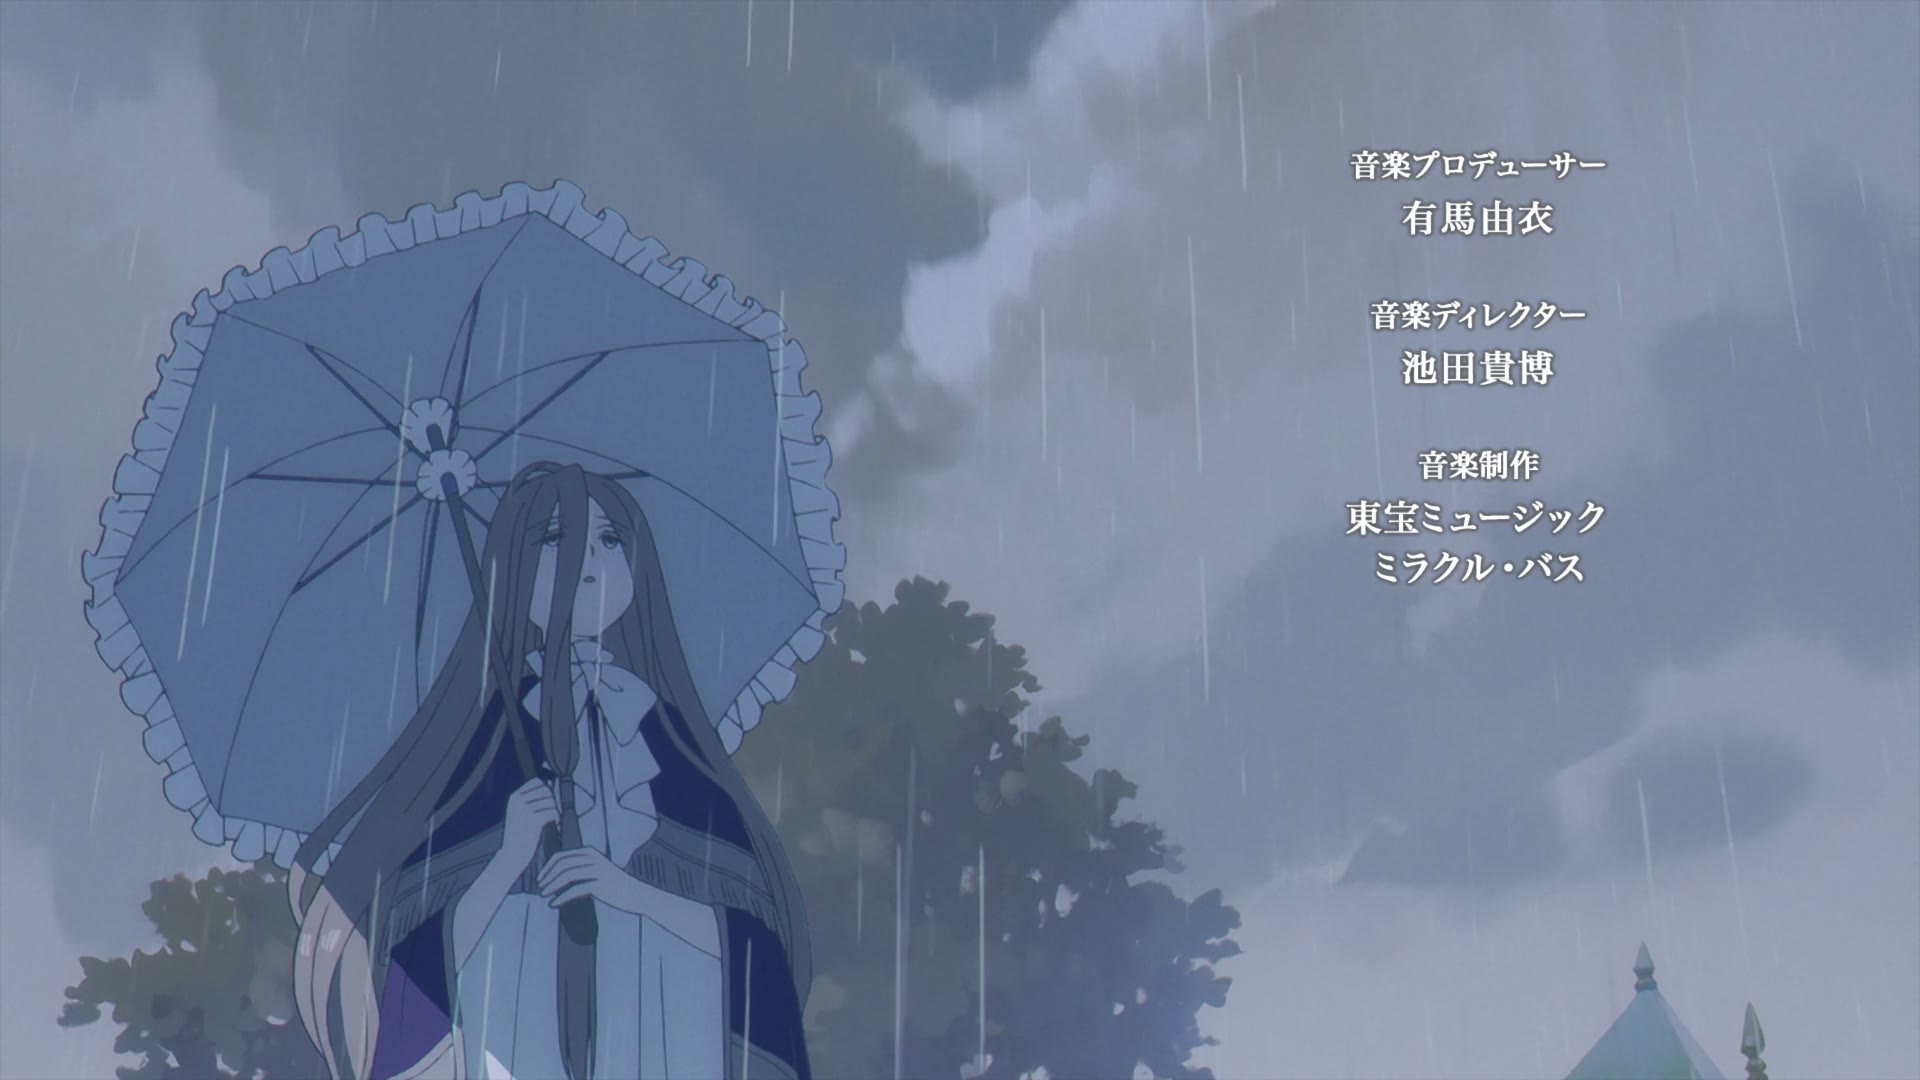 音楽プロデューサー
有馬由衣
音楽ディレクター
池田貴博
音楽制作
東宝ミュージック
ミラクル・バス